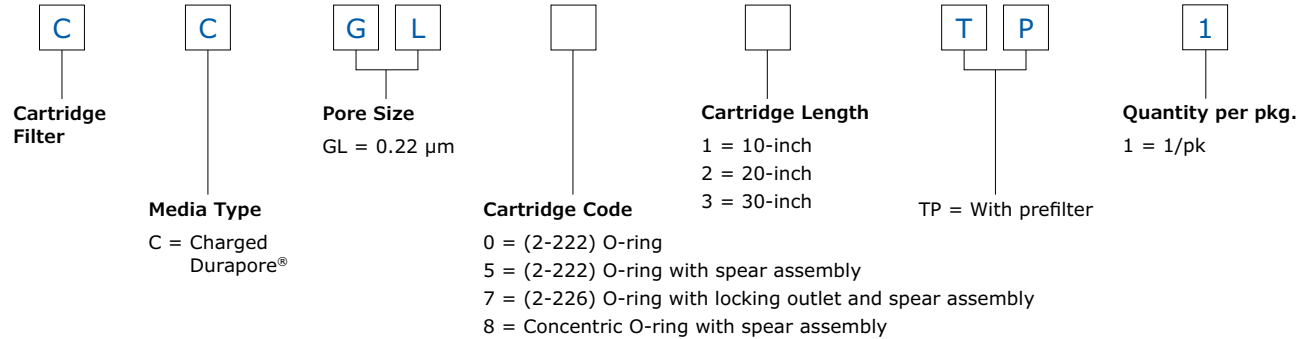 C C G L T P 1
Cartridge
Filter
Pore Size
GL = 0.22 µm
Cartridge Length
1 = 10-inch
2 = 20-inch
3 = 30-inch
Quantity per pkg.
1 = 1/pk
Media Type
C = Charged
Durapore®
Cartridge Code
0 = (2-222) O-ring
5 = (2-222) O-ring with spear assembly
7 = (2-226) O-ring with locking outlet and spear assembly
8 = Concentric O-ring with spear assembly
TP = With prefilter